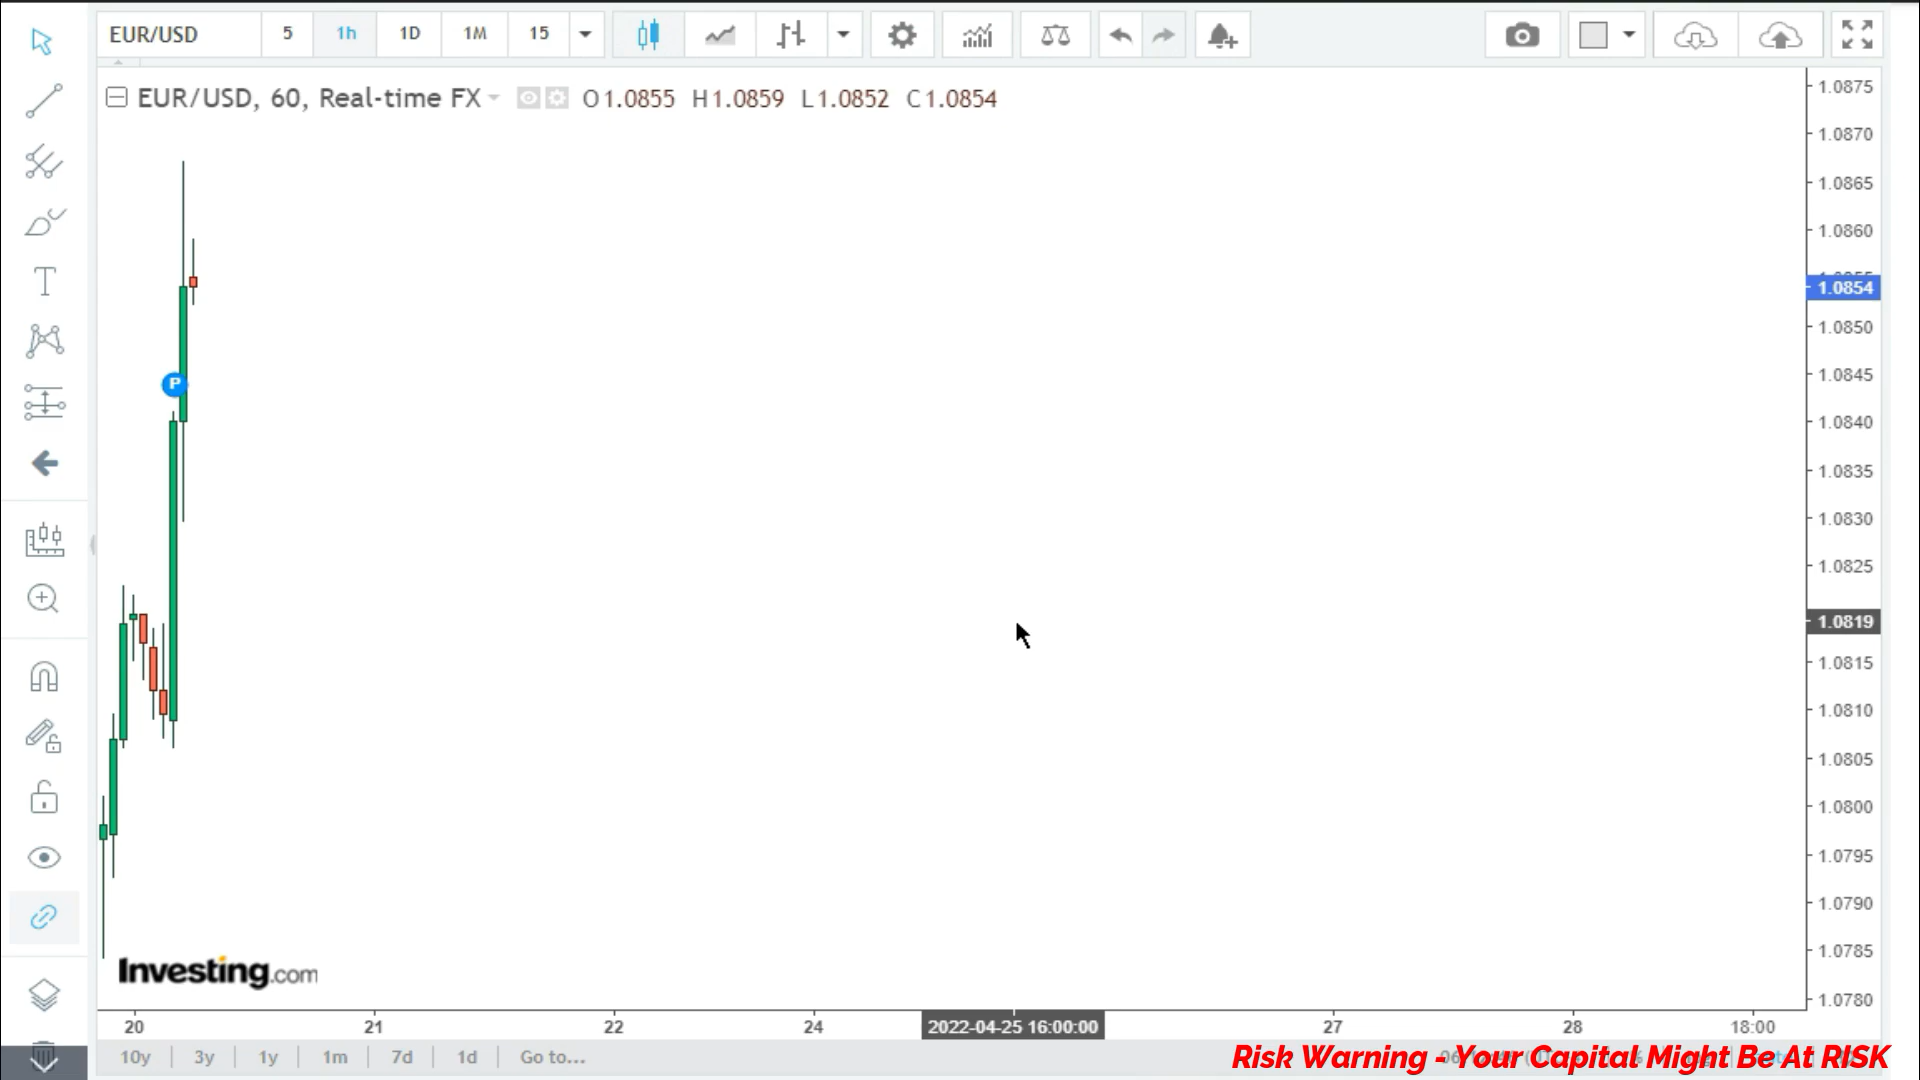 EUR/USD 5 1h 1D 1M 15
EUR/USD, 60, Real-time FX O1.0855 H1.0859 L1.0852 C1.0854
1.0875
1.0870
1.0865
1.0860
1.0854
1.0850
1.0845
P
1.0840
1.0835
1.0830
1.0825
1.0819
1.0815
1.0810
1.0805
1.0800
1.0795
1.0790
1.0785
Investing.com
1.0780
20 21 22 24 2022-04-25 16:00:00 27 28 18:00
10y 3y 1y 1m 7d 1d Go to...
Risk Warning - Your Capital Might Be At RISK